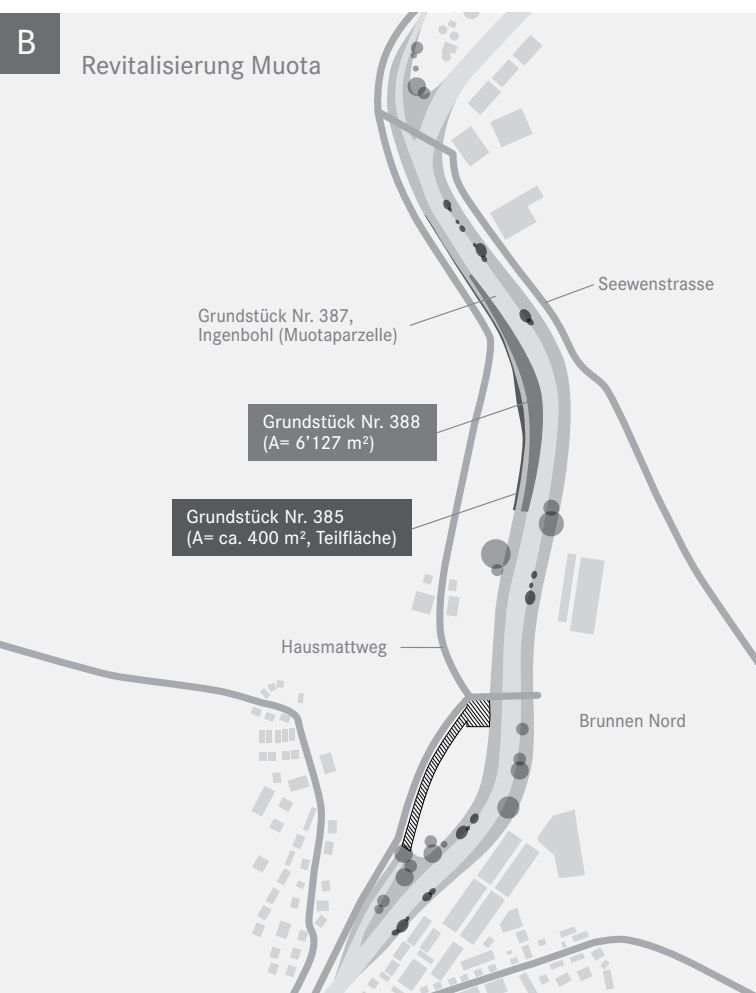 B
Revitalisierung Muota
Seewenstrasse
Grundstück Nr. 387,
Ingenbohl (Muotaparzelle)
Grundstück Nr. 388
(A= 6’127 m²)
Grundstück Nr. 385
(A= ca. 400 m², Teilfläche)
Hausmattweg
Brunnen Nord